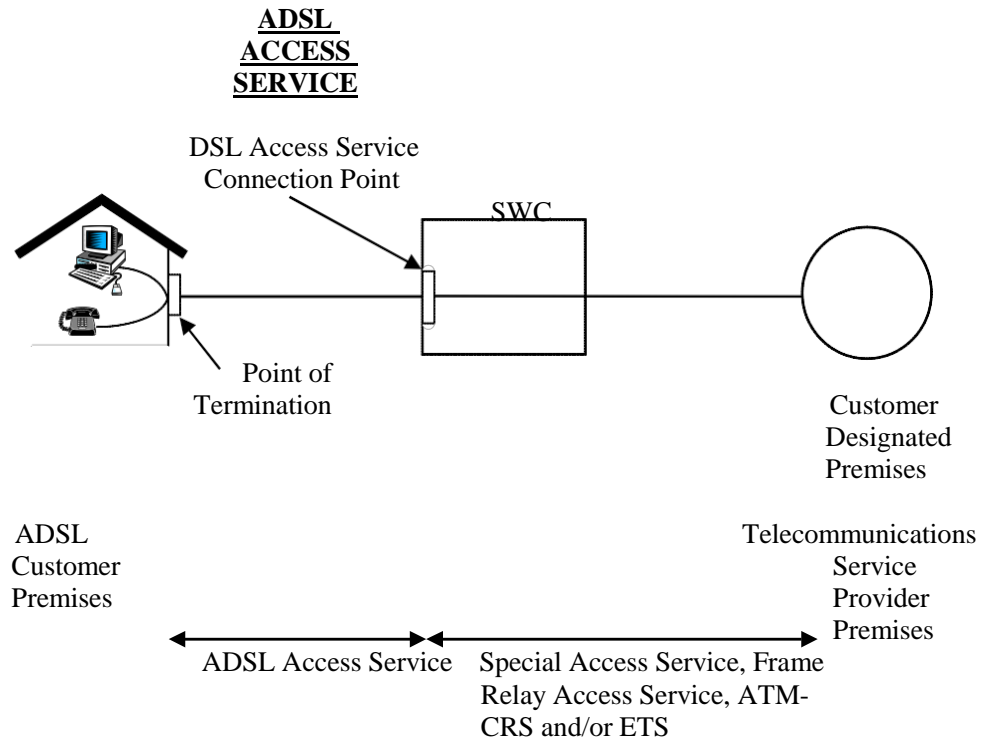 ADSL
ACCESS
SERVICE
DSL Access Service
Connection Point
SWC
Point of
Termination
Customer
Designated
Premises
ADSL
Customer
Premises
Telecommunications
Service
Provider
Premises
ADSL Access Service
Special Access Service, Frame
Relay Access Service, ATM-
CRS and/or ETS